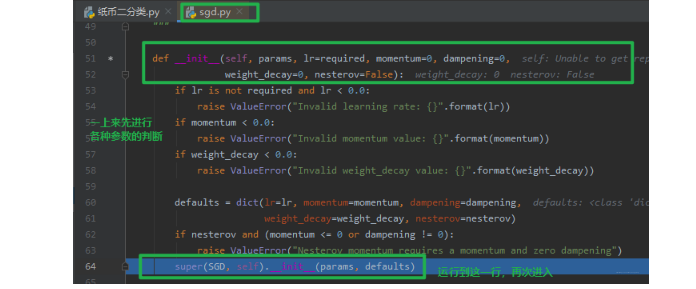 纸币二分类.py × sgd.py ×
49 """
50
51 * def __init__(self, params, lr=required, momentum=0, dampening=0, self: Unable to get rep
52 weight_decay=0, nesterov=False): weight_decay: 0 nesterov: False
53 if lr is not required and lr < 0.0:
54 raise ValueError("Invalid learning rate: {}".format(lr))
55 if momentum < 0.0:
一上来先进行
各种参数的判断
56 raise ValueError("Invalid momentum value: {}".format(momentum))
57 if weight_decay < 0.0:
58 raise ValueError("Invalid weight_decay value: {}".format(weight_decay))
59
60 defaults = dict(lr=lr, momentum=momentum, dampening=dampening, defaults: <class 'dic
61 weight_decay=weight_decay, nesterov=nesterov)
62 if nesterov and (momentum <= 0 or dampening != 0):
63 raise ValueError("Nesterov momentum requires a momentum and zero dampening")
64 super(SGD, self).__init__(params, defaults)
运行到这一行，再次进入
65